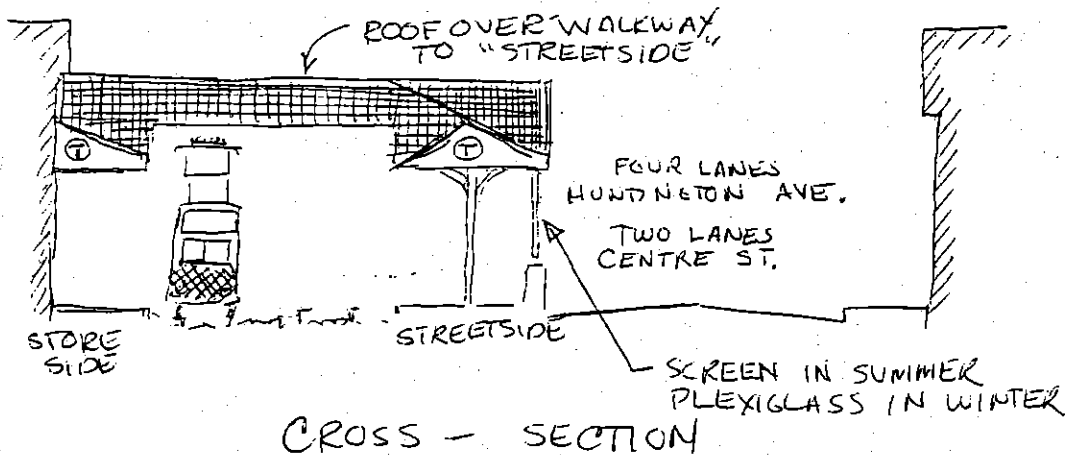 ROOF OVER WALKWAY
TO "STREETSIDE"
T
T
FOUR LANES
HUNDINGTON AVE.
TWO LANES
CENTRE ST.
STORE
SIDE
STREETSIDE
SCREEN IN SUMMER
PLEXIGLASS IN WINTER
CROSS - SECTION